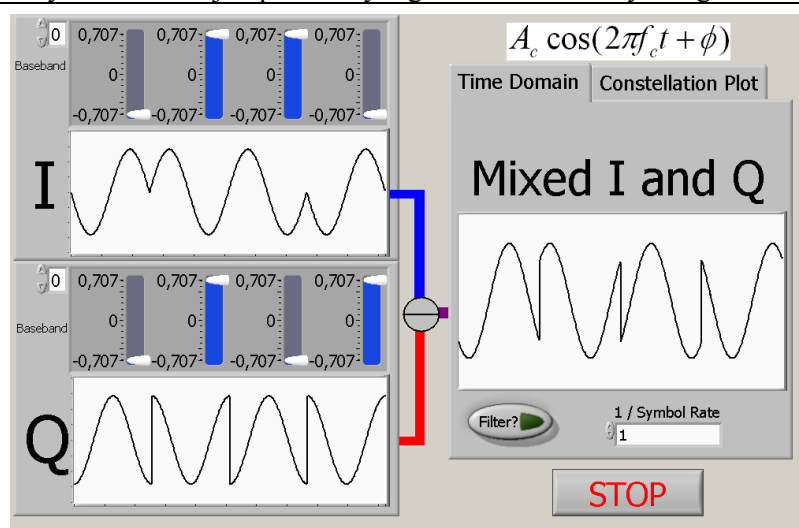 0
0,707 0,707 0,707 0,707
Baseband
0 0 0 0
-0,707 -0,707 -0,707 -0,707
I
0
0,707 0,707 0,707 0,707
Baseband
0 0 0 0
-0,707 -0,707 -0,707 -0,707
Q
A_c cos(2πf_c t + ϕ)
Time Domain Constellation Plot
Mixed I and Q
Filter?
1 / Symbol Rate
1
STOP